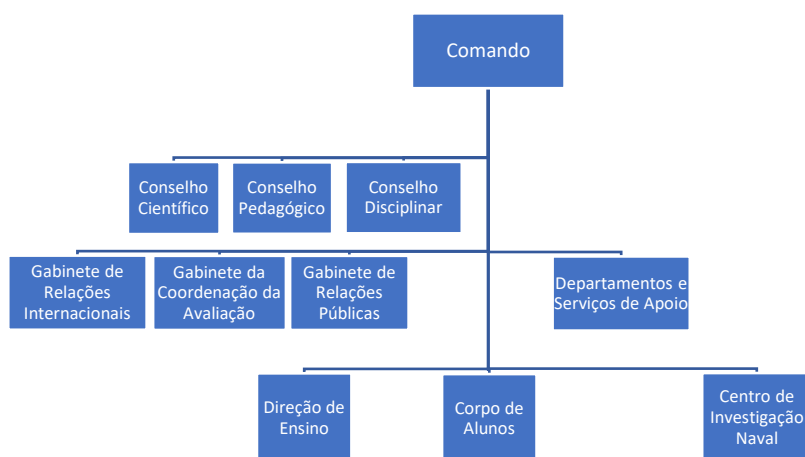 Comando
Conselho
Científico
Conselho
Pedagógico
Conselho
Disciplinar
Gabinete de
Relações
Internacionais
Gabinete da
Coordenação da
Avaliação
Gabinete de
Relações
Públicas
Departamentos e
Serviços de Apoio
Direção de
Ensino
Corpo de
Alunos
Centro de
Investigação
Naval